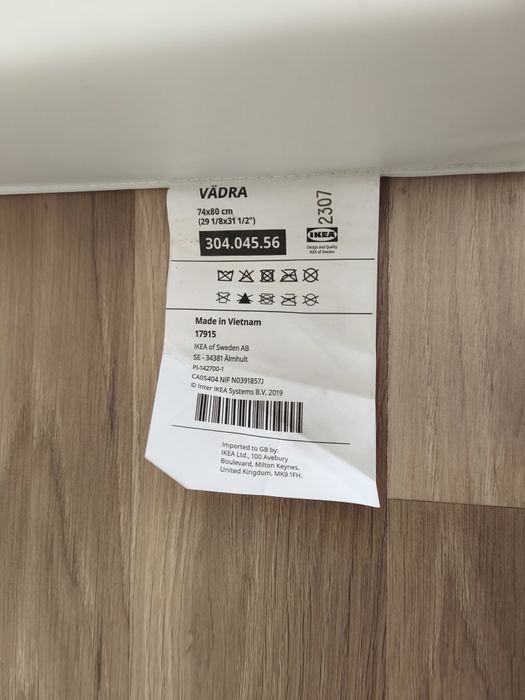 VÄDRA
74x80 cm
(29 1/8x31 1/2")
304.045.56
2307
IKEA
Design and Quality
IKEA of Sweden
Made in Vietnam
17915
IKEA of Sweden AB
SE - 34381 Älmhult
PI-142700-1
CA05404 NIF N0391857J
© Inter IKEA Systems B.V. 2019
Imported to GB by:
IKEA Ltd., 100 Avebury
Boulevard, Milton Keynes,
United Kingdom, MK9 1FH.